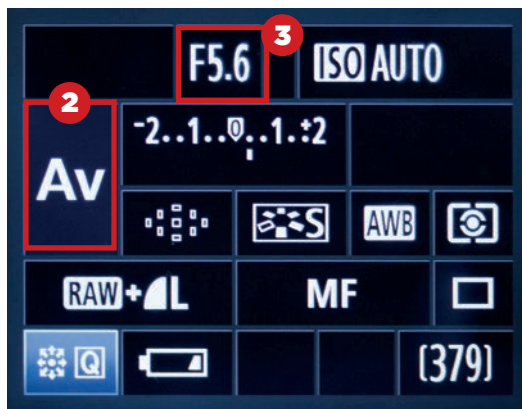 3
F5.6 ISO AUTO
2
Av
-2..1..0..1..+2
S AWB
RAW+L MF
Q (379)